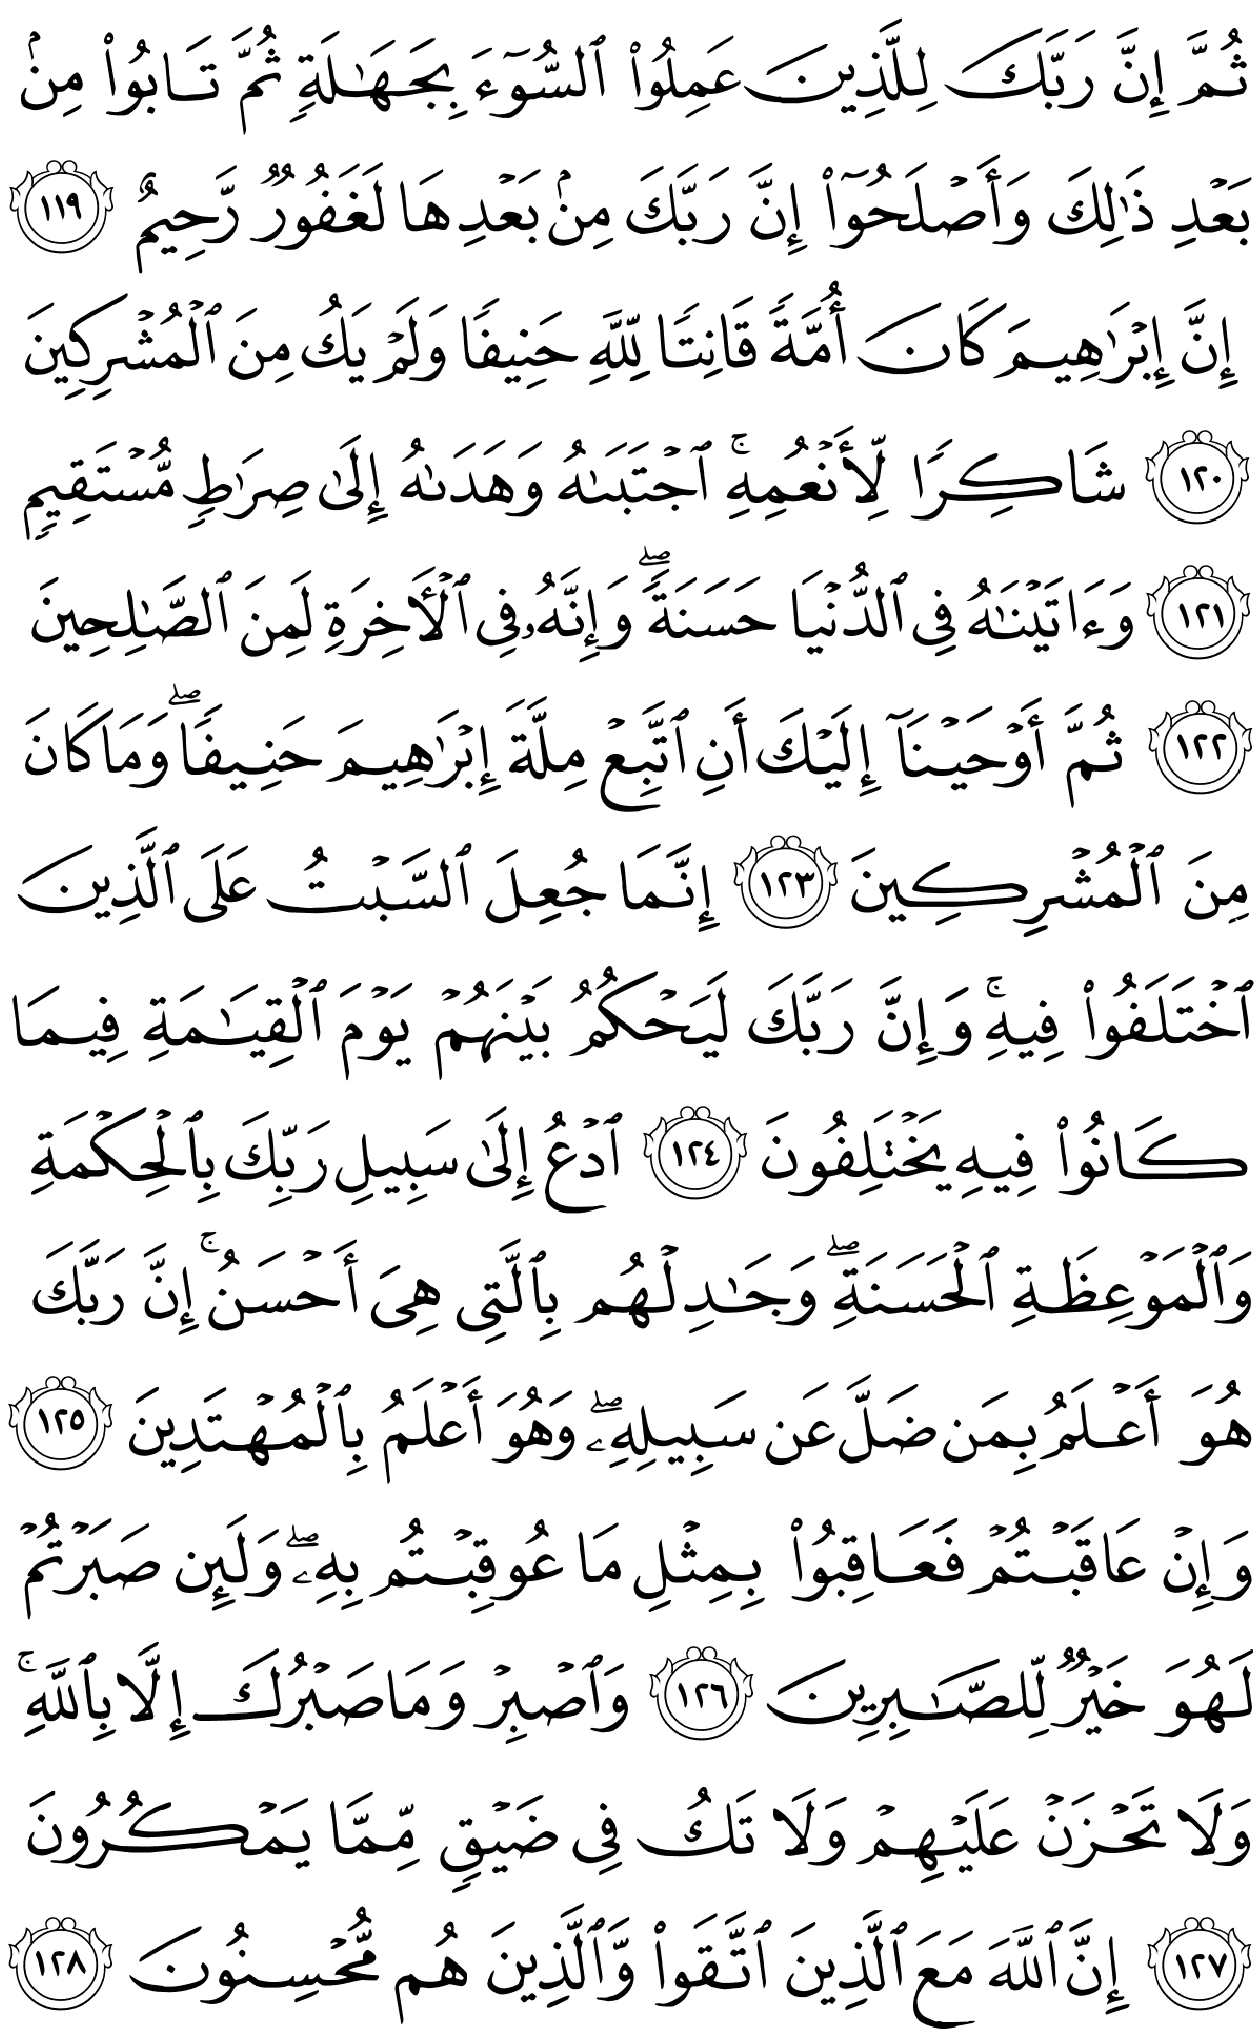 ثُمَّ إِنَّ رَبَّكَ لِلَّذِينَ عَمِلُوا۟ ٱلسُّوٓءَ بِجَهَـٰلَةٍۢ ثُمَّ تَابُوا۟ مِنۢ
بَعْدِ ذَٰلِكَ وَأَصْلَحُوٓا۟ إِنَّ رَبَّكَ مِنۢ بَعْدِهَا لَغَفُورٌۭ رَّحِيمٌ ١١٩
إِنَّ إِبْرَٰهِيمَ كَانَ أُمَّةًۭ قَانِتًۭا لِّلَّهِ حَنِيفًۭا وَلَمْ يَكُ مِنَ ٱلْمُشْرِكِينَ
١٢٠ شَاكِرًۭا لِّأَنْعُمِهِ ۚ ٱجْتَبَىٰهُ وَهَدَىٰهُ إِلَىٰ صِرَٰطٍۢ مُّسْتَقِيمٍۢ
١٢١ وَءَاتَيْنَـٰهُ فِى ٱلدُّنْيَا حَسَنَةًۭ ۖ وَإِنَّهُۥ فِى ٱلْـَٔاخِرَةِ لَمِنَ ٱلصَّـٰلِحِينَ
١٢٢ ثُمَّ أَوْحَيْنَآ إِلَيْكَ أَنِ ٱتَّبِعْ مِلَّةَ إِبْرَٰهِيمَ حَنِيفًۭا ۖ وَمَا كَانَ
مِنَ ٱلْمُشْرِكِينَ ١٢٣ إِنَّمَا جُعِلَ ٱلسَّبْتُ عَلَى ٱلَّذِينَ
ٱخْتَلَفُوا۟ فِيهِ ۚ وَإِنَّ رَبَّكَ لَيَحْكُمُ بَيْنَهُمْ يَوْمَ ٱلْقِيَـٰمَةِ فِيمَا
كَانُوا۟ فِيهِ يَخْتَلِفُونَ ١٢٤ ٱدْعُ إِلَىٰ سَبِيلِ رَبِّكَ بِٱلْحِكْمَةِ
وَٱلْمَوْعِظَةِ ٱلْحَسَنَةِ ۖ وَجَـٰدِلْهُم بِٱلَّتِى هِىَ أَحْسَنُ ۚ إِنَّ رَبَّكَ
هُوَ أَعْلَمُ بِمَن ضَلَّ عَن سَبِيلِهِۦ ۖ وَهُوَ أَعْلَمُ بِٱلْمُهْتَدِينَ ١٢٥
وَإِنْ عَاقَبْتُمْ فَعَاقِبُوا۟ بِمِثْلِ مَا عُوقِبْتُم بِهِۦ ۖ وَلَئِن صَبَرْتُمْ
لَهُوَ خَيْرٌۭ لِّلصَّـٰبِرِينَ ١٢٦ وَٱصْبِرْ وَمَا صَبْرُكَ إِلَّا بِٱللَّهِ ۚ
وَلَا تَحْزَنْ عَلَيْهِمْ وَلَا تَكُ فِى ضَيْقٍۢ مِّمَّا يَمْكُرُونَ
١٢٧ إِنَّ ٱللَّهَ مَعَ ٱلَّذِينَ ٱتَّقَوا۟ وَّٱلَّذِينَ هُم مُّحْسِنُونَ ١٢٨